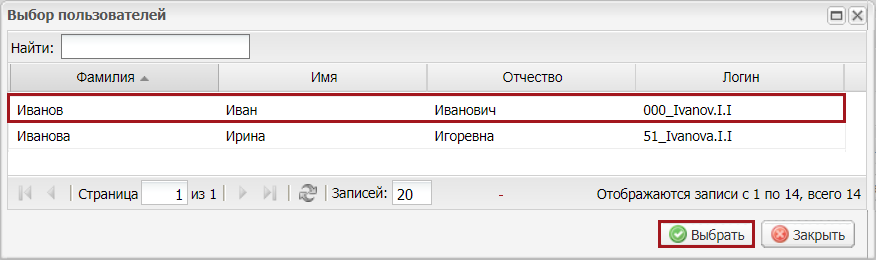 Выбор пользователей
Найти:
Фамилия Имя Отчество Логин
Иванов Иван Иванович 000_Ivanov.I.I
Иванова Ирина Игоревна 51_Ivanova.I.I
Страница 1 из 1 Записей: 20 - Отображаются записи с 1 по 14, всего 14
Выбрать Закрыть